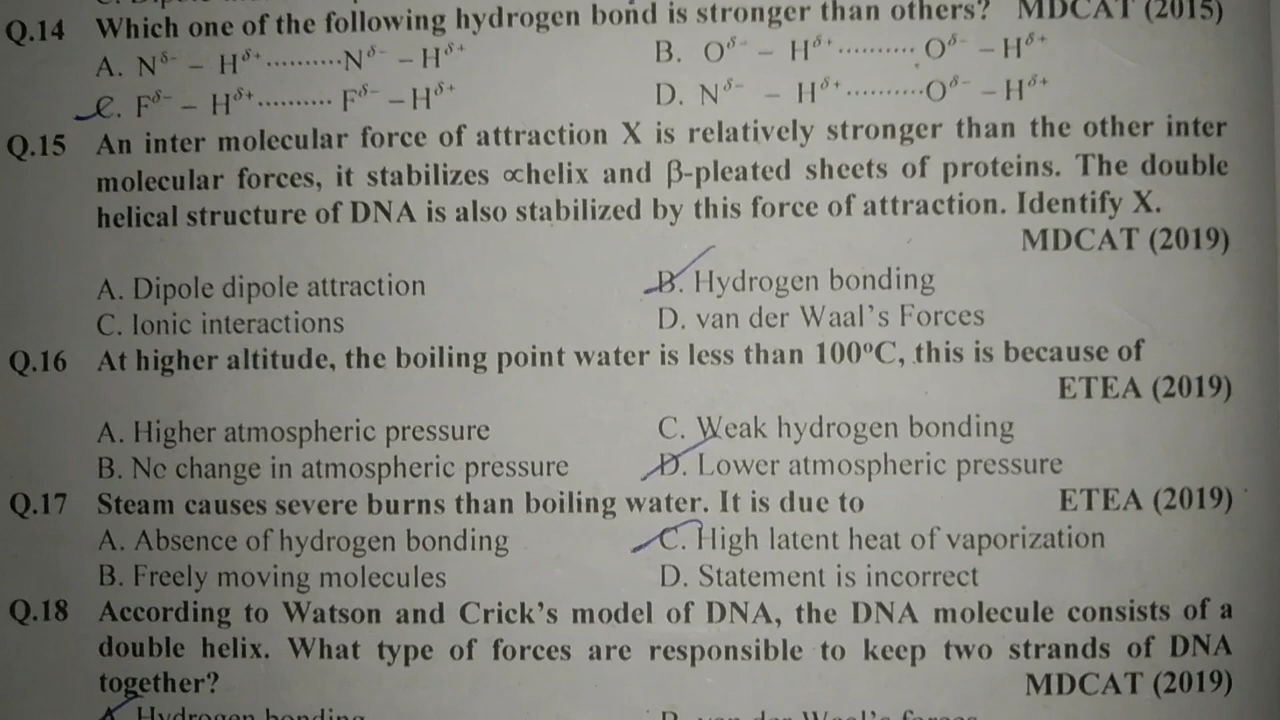 Q.14 Which one of the following hydrogen bond is stronger than others? MDCAT (2015)
A. Nᵟ⁻ – Hᵟ⁺..........Nᵟ⁻ – Hᵟ⁺ B. Oᵟ⁻ – Hᵟ⁺.......... Oᵟ⁻ – Hᵟ⁺
C. Fᵟ⁻ – Hᵟ⁺.......... Fᵟ⁻ – Hᵟ⁺ D. Nᵟ⁻ – Hᵟ⁺..........Oᵟ⁻ – Hᵟ⁺
Q.15 An inter molecular force of attraction X is relatively stronger than the other inter
molecular forces, it stabilizes ∝helix and β-pleated sheets of proteins. The double
helical structure of DNA is also stabilized by this force of attraction. Identify X.
MDCAT (2019)
A. Dipole dipole attraction B. Hydrogen bonding
C. Ionic interactions D. van der Waal's Forces
Q.16 At higher altitude, the boiling point water is less than 100ºC, this is because of
ETEA (2019)
A. Higher atmospheric pressure C. Weak hydrogen bonding
B. No change in atmospheric pressure D. Lower atmospheric pressure
Q.17 Steam causes severe burns than boiling water. It is due to ETEA (2019)
A. Absence of hydrogen bonding C. High latent heat of vaporization
B. Freely moving molecules D. Statement is incorrect
Q.18 According to Watson and Crick's model of DNA, the DNA molecule consists of a
double helix. What type of forces are responsible to keep two strands of DNA
together? MDCAT (2019)
A. Hydrogen bonding van der Waal's forces